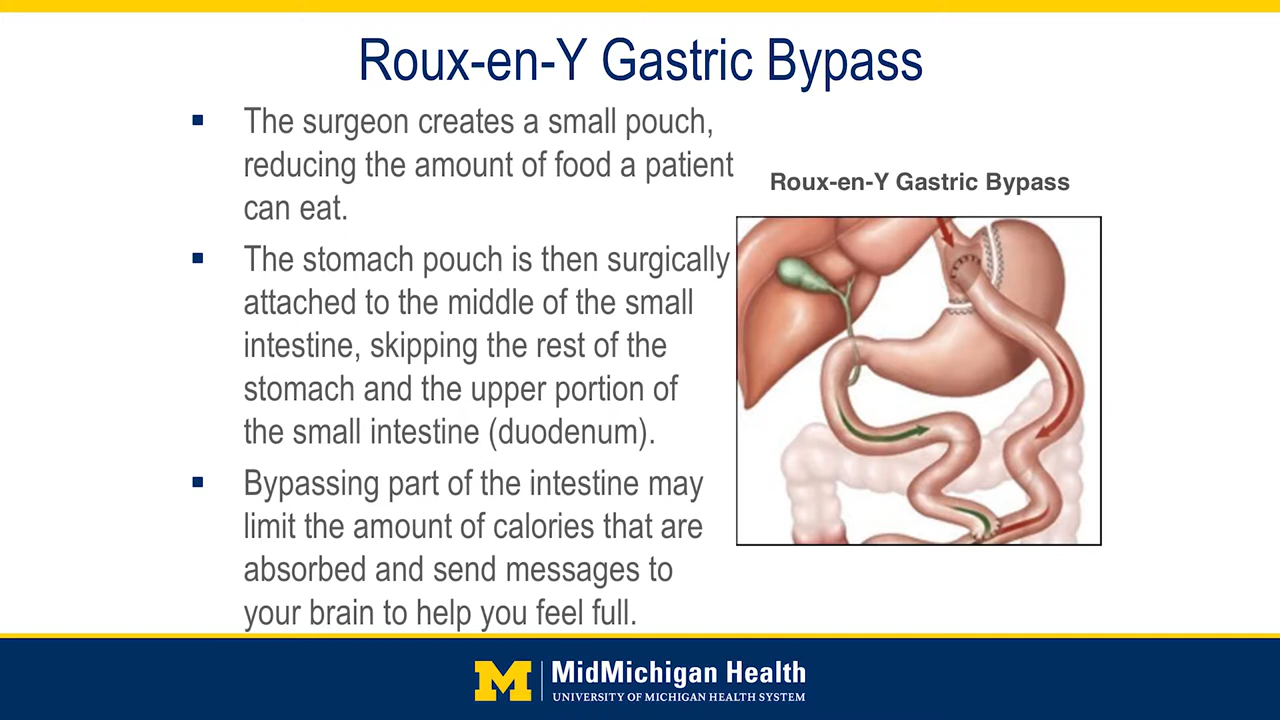 Roux-en-Y Gastric Bypass
▪ The surgeon creates a small pouch,
reducing the amount of food a patient
can eat.
▪ The stomach pouch is then surgically
attached to the middle of the small
intestine, skipping the rest of the
stomach and the upper portion of
the small intestine (duodenum).
▪ Bypassing part of the intestine may
limit the amount of calories that are
absorbed and send messages to
your brain to help you feel full.
Roux-en-Y Gastric Bypass
M MidMichigan Health
UNIVERSITY OF MICHIGAN HEALTH SYSTEM